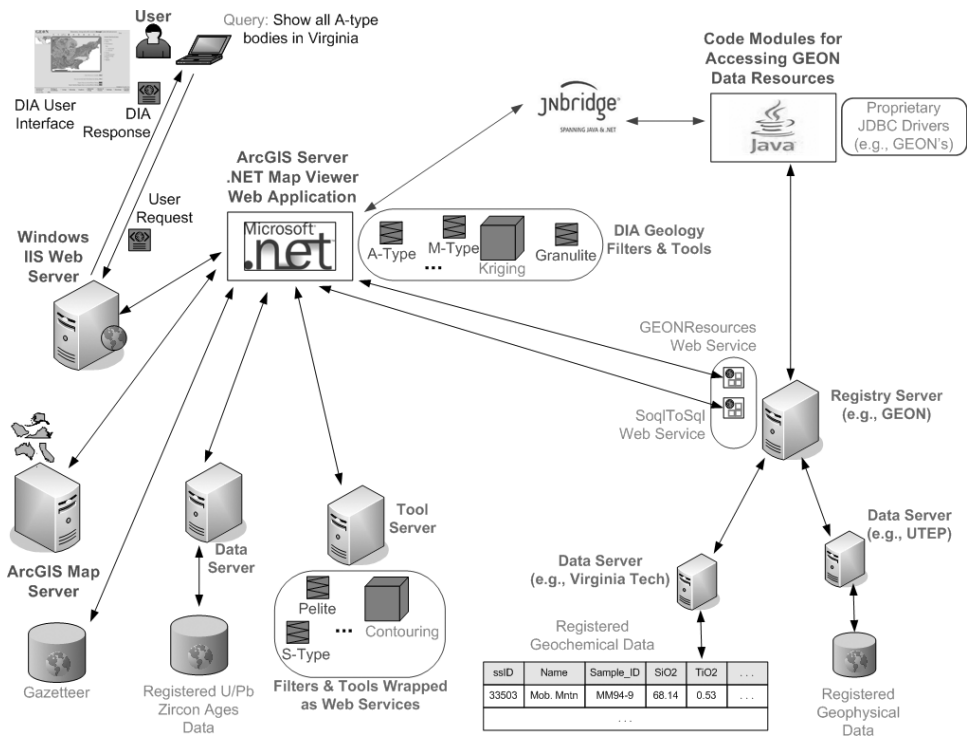 User
Query: Show all A-type
bodies in Virginia
DIA User
Interface
DIA
Response
User
Request
Windows
IIS Web
Server
ArcGIS Server
.NET Map Viewer
Web Application
Microsoft
.net
JNbridge
SPANNING JAVA & .NET
Code Modules for
Accessing GEON
Data Resources
Java
Proprietary
JDBC Drivers
(e.g., GEON's)
A-Type
M-Type
...
Kriging
Granulite
DIA Geology
Filters & Tools
GEONResources
Web Service
SoqlToSql
Web Service
Registry Server
(e.g., GEON)
ArcGIS Map
Server
Gazetteer
Data
Server
Registered U/Pb
Zircon Ages
Data
Tool
Server
Pelite
S-Type
...
Contouring
Filters & Tools Wrapped
as Web Services
Data Server
(e.g., Virginia Tech)
Data Server
(e.g., UTEP)
Registered
Geochemical Data
ssID Name Sample_ID SiO2 TiO2 . . .
33503 Mob. Mntn MM94-9 68.14 0.53 . . .
. . .
Registered
Geophysical
Data